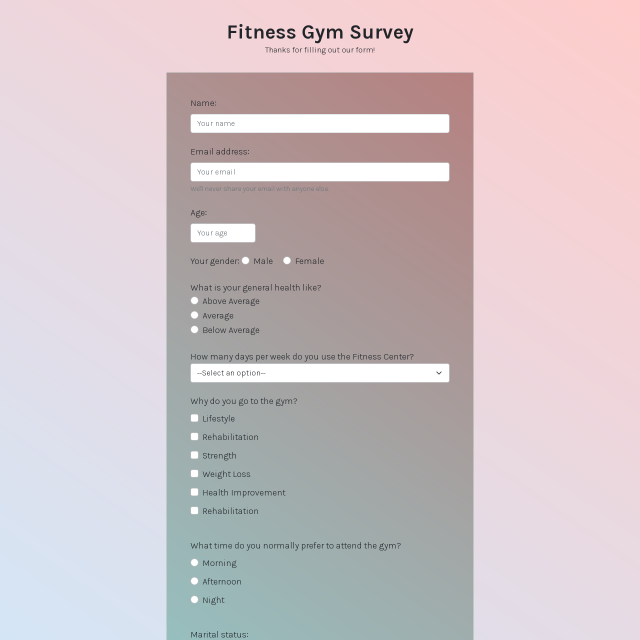 Fitness Gym Survey
Thanks for filling out our form!
Name:
Your name
Email address:
Your email
We'll never share your email with anyone else
Age:
Your age
Your gender: Male Female
What is your general health like?
Above Average
Average
Below Average
How many days per week do you use the Fitness Center?
--Select an option--
Why do you go to the gym?
Lifestyle
Rehabilitation
Strength
Weight Loss
Health Improvement
Rehabilitation
What time do you normally prefer to attend the gym?
Morning
Afternoon
Night
Marital status: